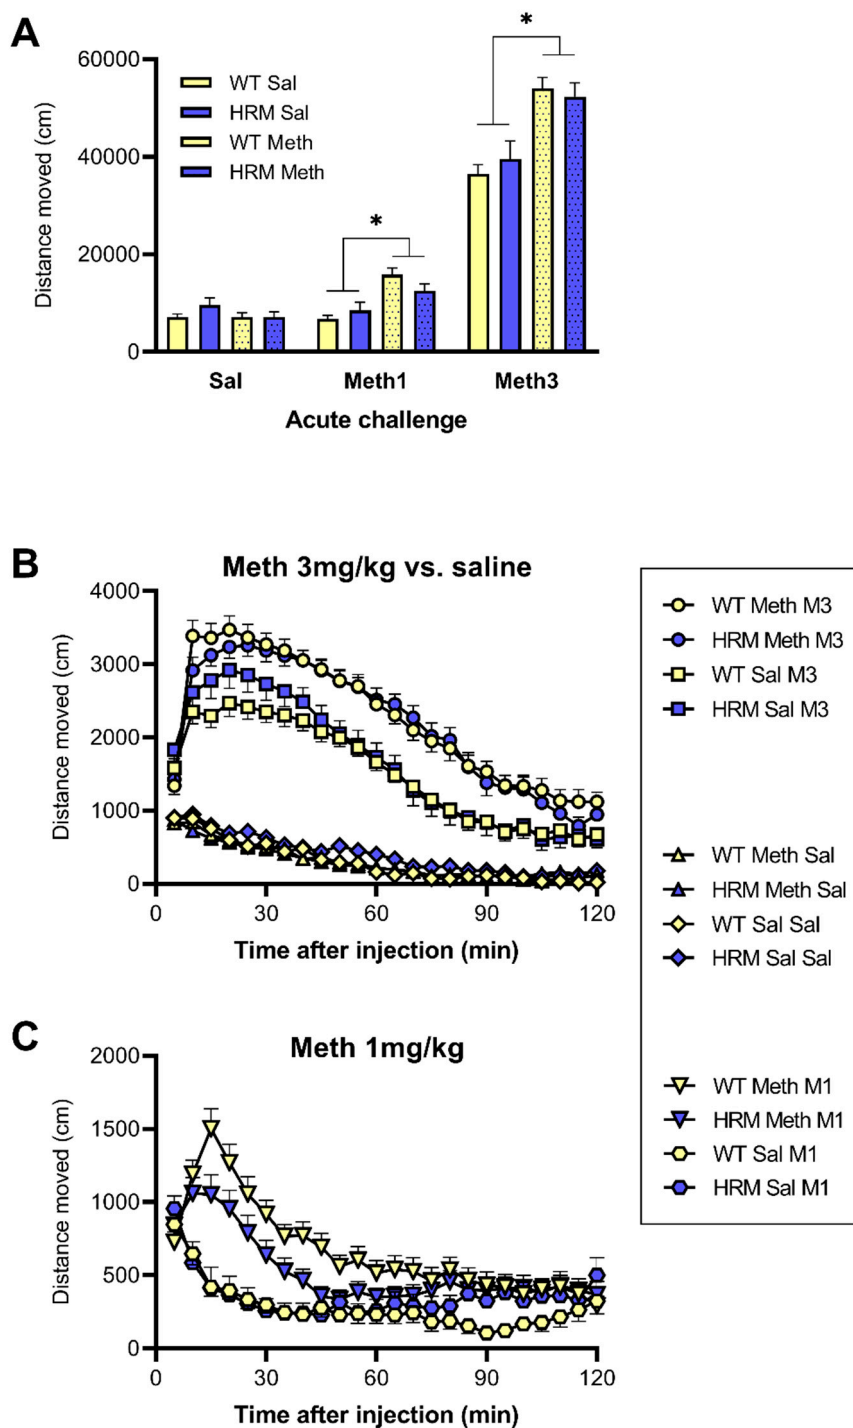 A
*
*
60000
40000
20000
0
Distance moved (cm)
WT Sal
HRM Sal
WT Meth
HRM Meth
Sal Meth1 Meth3
Acute challenge
B
Meth 3mg/kg vs. saline
4000
3000
2000
1000
0
Distance moved (cm)
0 30 60 90 120
Time after injection (min)
WT Meth M3
HRM Meth M3
WT Sal M3
HRM Sal M3
WT Meth Sal
HRM Meth Sal
WT Sal Sal
HRM Sal Sal
WT Meth M1
HRM Meth M1
WT Sal M1
HRM Sal M1
C
Meth 1mg/kg
2000
1500
1000
500
0
Distance moved (cm)
0 30 60 90 120
Time after injection (min)